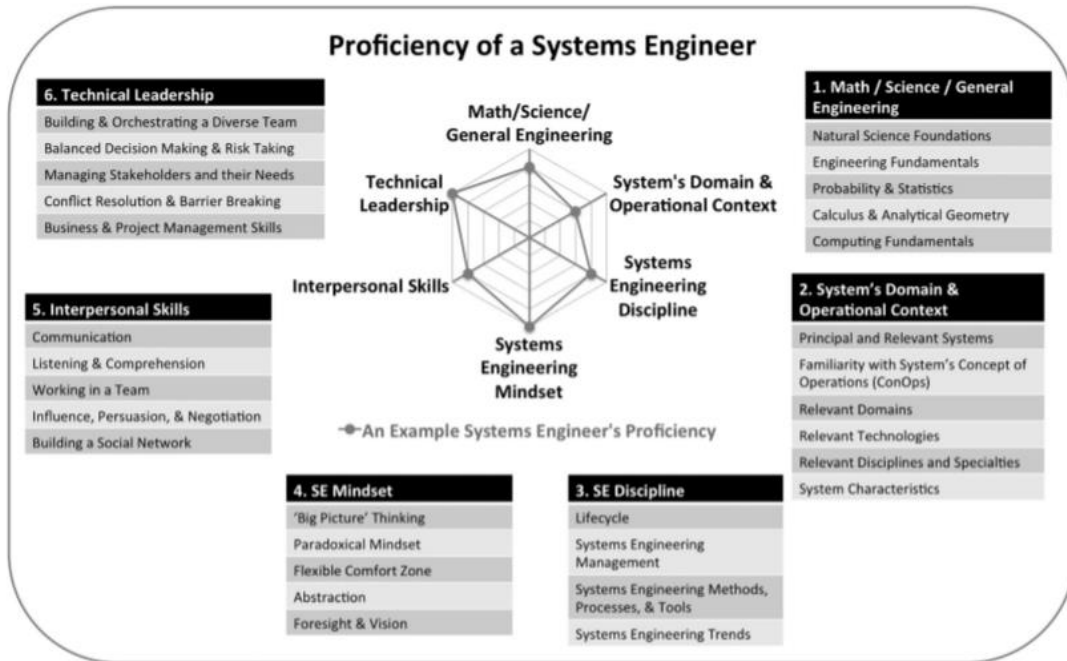 Proficiency of a Systems Engineer
6. Technical Leadership
Building & Orchestrating a Diverse Team
Balanced Decision Making & Risk Taking
Managing Stakeholders and their Needs
Conflict Resolution & Barrier Breaking
Business & Project Management Skills
Math/Science/
General Engineering
Technical
Leadership
System's Domain &
Operational Context
Interpersonal Skills
Systems
Engineering
Discipline
Systems
Engineering
Mindset
An Example Systems Engineer's Proficiency
1. Math / Science / General
Engineering
Natural Science Foundations
Engineering Fundamentals
Probability & Statistics
Calculus & Analytical Geometry
Computing Fundamentals
2. System's Domain &
Operational Context
Principal and Relevant Systems
Familiarity with System's Concept of
Operations (ConOps)
Relevant Domains
Relevant Technologies
Relevant Disciplines and Specialties
System Characteristics
5. Interpersonal Skills
Communication
Listening & Comprehension
Working in a Team
Influence, Persuasion, & Negotiation
Building a Social Network
4. SE Mindset
'Big Picture' Thinking
Paradoxical Mindset
Flexible Comfort Zone
Abstraction
Foresight & Vision
3. SE Discipline
Lifecycle
Systems Engineering
Management
Systems Engineering Methods,
Processes, & Tools
Systems Engineering Trends